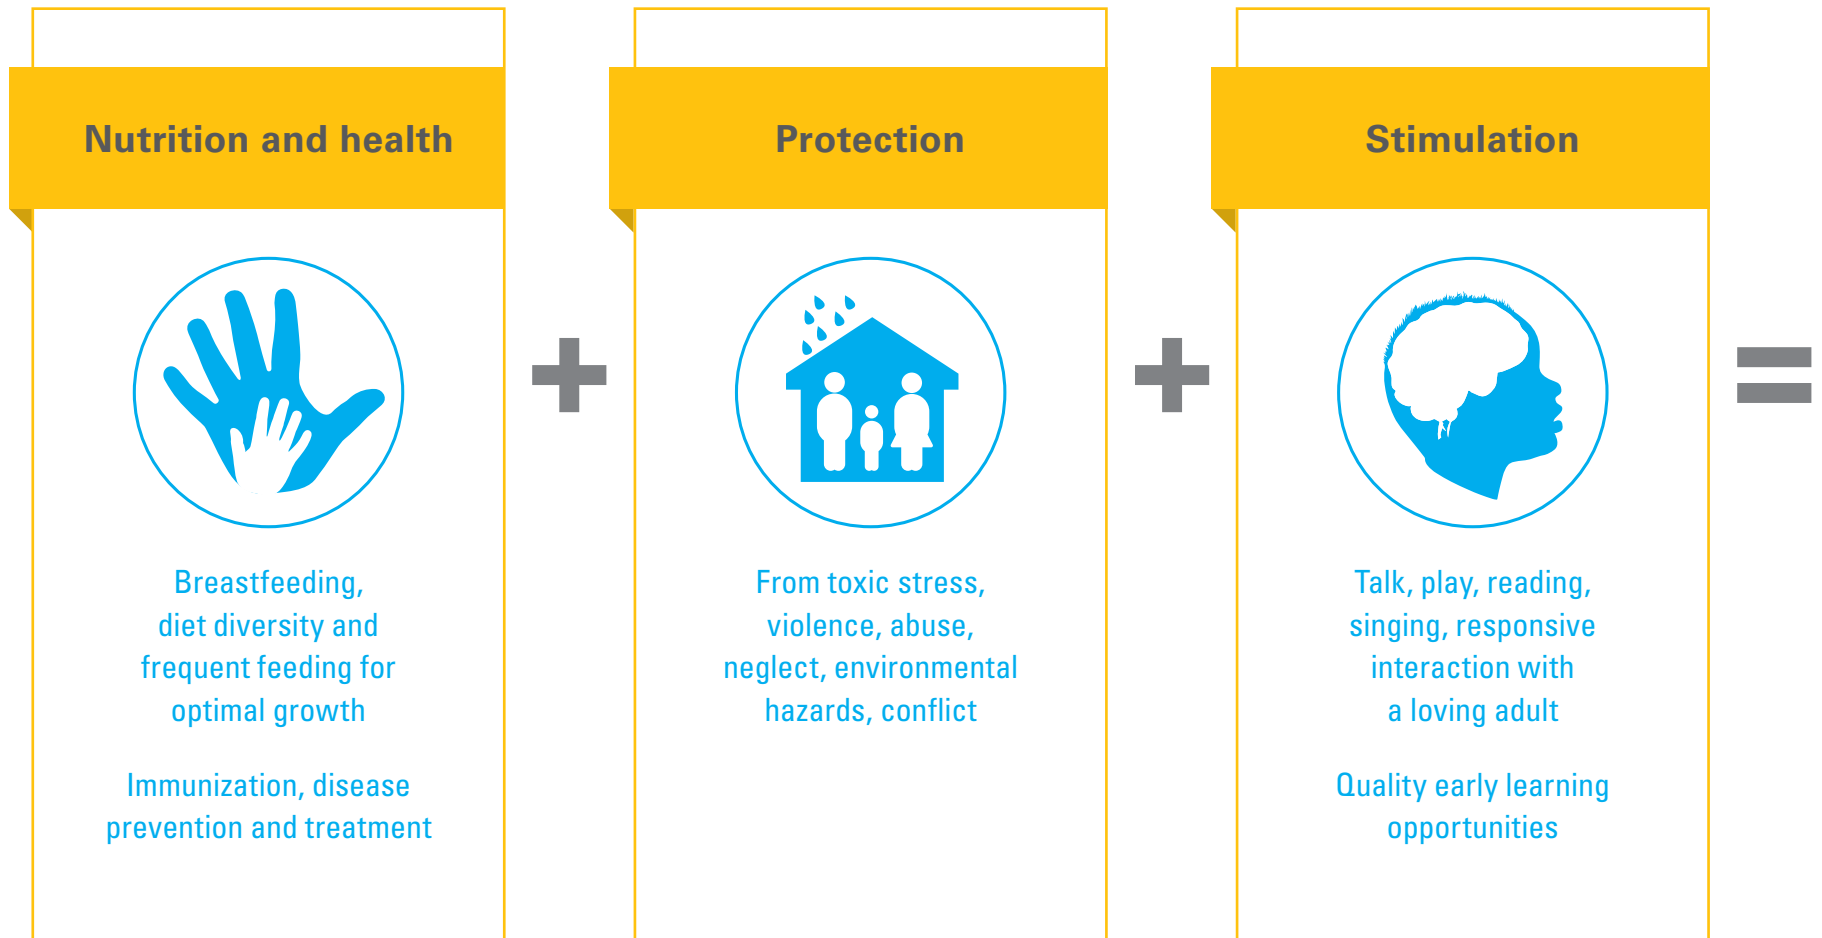 Nutrition and health
Breastfeeding,
diet diversity and
frequent feeding for
optimal growth
Immunization, disease
prevention and treatment
+
Protection
From toxic stress,
violence, abuse,
neglect, environmental
hazards, conflict
+
Stimulation
Talk, play, reading,
singing, responsive
interaction with
a loving adult
Quality early learning
opportunities
=